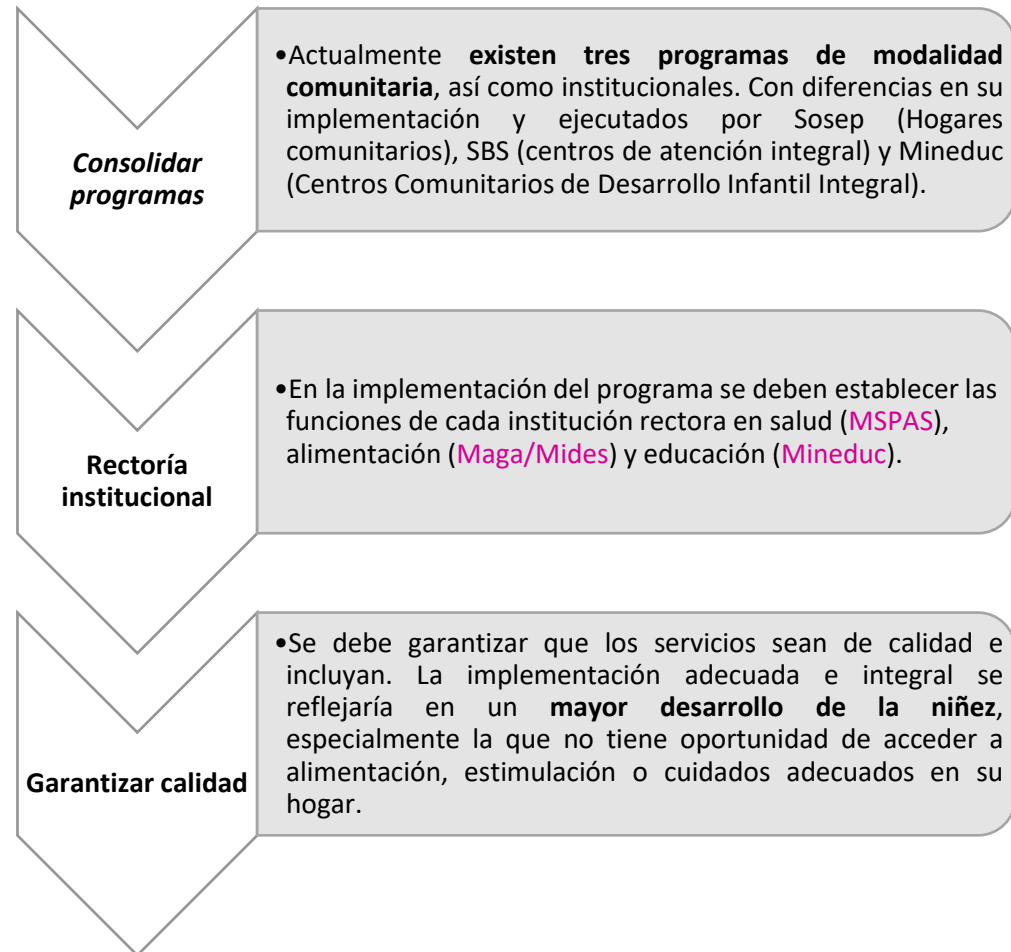 Consolidar
programas
•Actualmente existen tres programas de modalidad
comunitaria, así como institucionales. Con diferencias en su
implementación y ejecutados por Sosep (Hogares
comunitarios), SBS (centros de atención integral) y Mineduc
(Centros Comunitarios de Desarrollo Infantil Integral).
Rectoría
institucional
•En la implementación del programa se deben establecer las
funciones de cada institución rectora en salud (MSPAS),
alimentación (Maga/Mides) y educación (Mineduc).
Garantizar calidad
•Se debe garantizar que los servicios sean de calidad e
incluyan. La implementación adecuada e integral se
reflejaría en un mayor desarrollo de la niñez,
especialmente la que no tiene oportunidad de acceder a
alimentación, estimulación o cuidados adecuados en su
hogar.